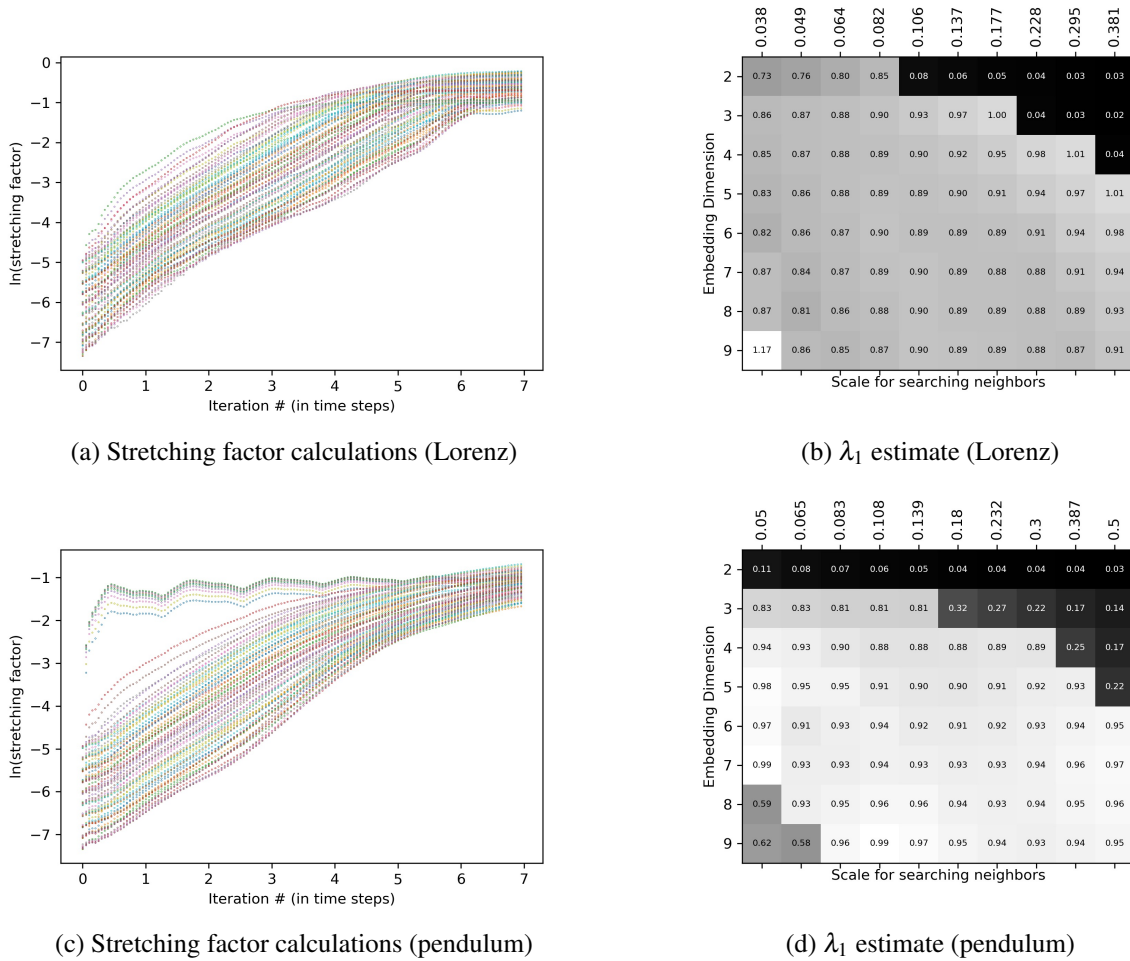 0
−1
−2
−3
−4
−5
−6
−7
ln(stretching factor)
0 1 2 3 4 5 6 7
Iteration # (in time steps)
(a) Stretching factor calculations (Lorenz)
0.038 0.049 0.064 0.082 0.106 0.137 0.177 0.228 0.295 0.381
Embedding Dimension
2 0.73 0.76 0.80 0.85 0.08 0.06 0.05 0.04 0.03 0.03
3 0.86 0.87 0.88 0.90 0.93 0.97 1.00 0.04 0.03 0.02
4 0.85 0.87 0.88 0.89 0.90 0.92 0.95 0.98 1.01 0.04
5 0.83 0.86 0.88 0.89 0.89 0.90 0.91 0.94 0.97 1.01
6 0.82 0.86 0.87 0.90 0.89 0.89 0.89 0.91 0.94 0.98
7 0.87 0.84 0.87 0.89 0.90 0.89 0.88 0.88 0.91 0.94
8 0.87 0.81 0.86 0.88 0.90 0.89 0.89 0.88 0.89 0.93
9 1.17 0.86 0.85 0.87 0.90 0.89 0.89 0.88 0.87 0.91
Scale for searching neighbors
(b) λ₁ estimate (Lorenz)
−1
−2
−3
−4
−5
−6
−7
ln(stretching factor)
0 1 2 3 4 5 6 7
Iteration # (in time steps)
(c) Stretching factor calculations (pendulum)
0.05 0.065 0.083 0.108 0.139 0.18 0.232 0.3 0.387 0.5
Embedding Dimension
2 0.11 0.08 0.07 0.06 0.05 0.04 0.04 0.04 0.04 0.03
3 0.83 0.83 0.81 0.81 0.81 0.32 0.27 0.22 0.17 0.14
4 0.94 0.93 0.90 0.88 0.88 0.88 0.89 0.89 0.25 0.17
5 0.98 0.95 0.95 0.91 0.90 0.90 0.91 0.92 0.93 0.22
6 0.97 0.91 0.93 0.94 0.92 0.91 0.92 0.93 0.94 0.95
7 0.99 0.93 0.93 0.94 0.93 0.93 0.93 0.94 0.96 0.97
8 0.59 0.93 0.95 0.96 0.96 0.94 0.93 0.94 0.95 0.96
9 0.62 0.58 0.96 0.99 0.97 0.95 0.94 0.93 0.94 0.95
Scale for searching neighbors
(d) λ₁ estimate (pendulum)